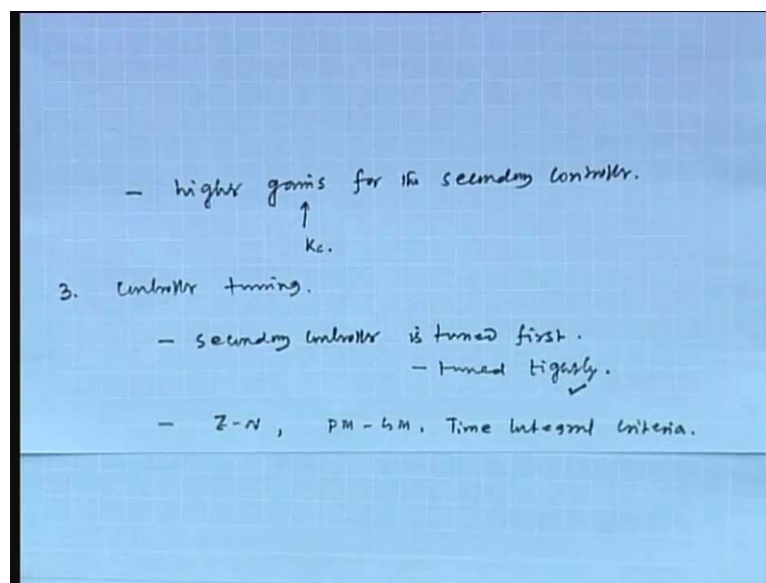 - higher gains for the secondary controller.
↑
Kc.
3. Controller tuning.
- secondary controller is tuned first.
- tuned tightly.
- Z-N, PM-GM, Time Integral Criteria.